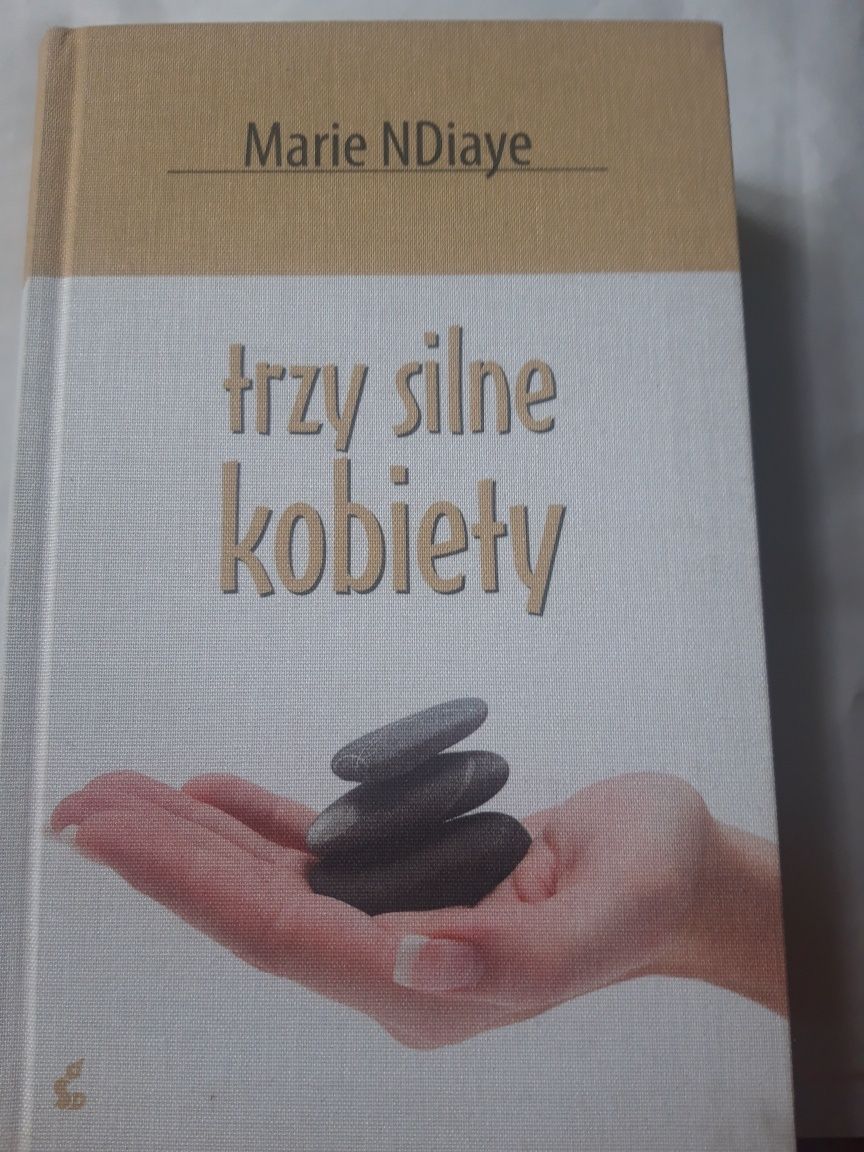 Marie NDiaye
trzy silne
kobiety